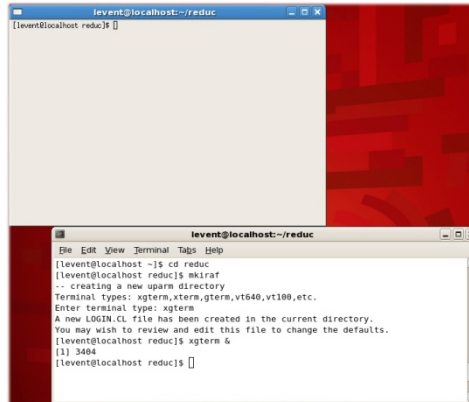 levent@localhost:~/reduc
[levent@localhost reduc]$
levent@localhost:~/reduc
File Edit View Terminal Tabs Help
[levent@localhost ~]$ cd reduc
[levent@localhost reduc]$ mkiraf
-- creating a new uparm directory
Terminal types: xgterm,xterm,gterm,vt640,vt100,etc.
Enter terminal type: xgterm
A new LOGIN.CL file has been created in the current directory.
You may wish to review and edit this file to change the defaults.
[levent@localhost reduc]$ xgterm &
[1] 3404
[levent@localhost reduc]$